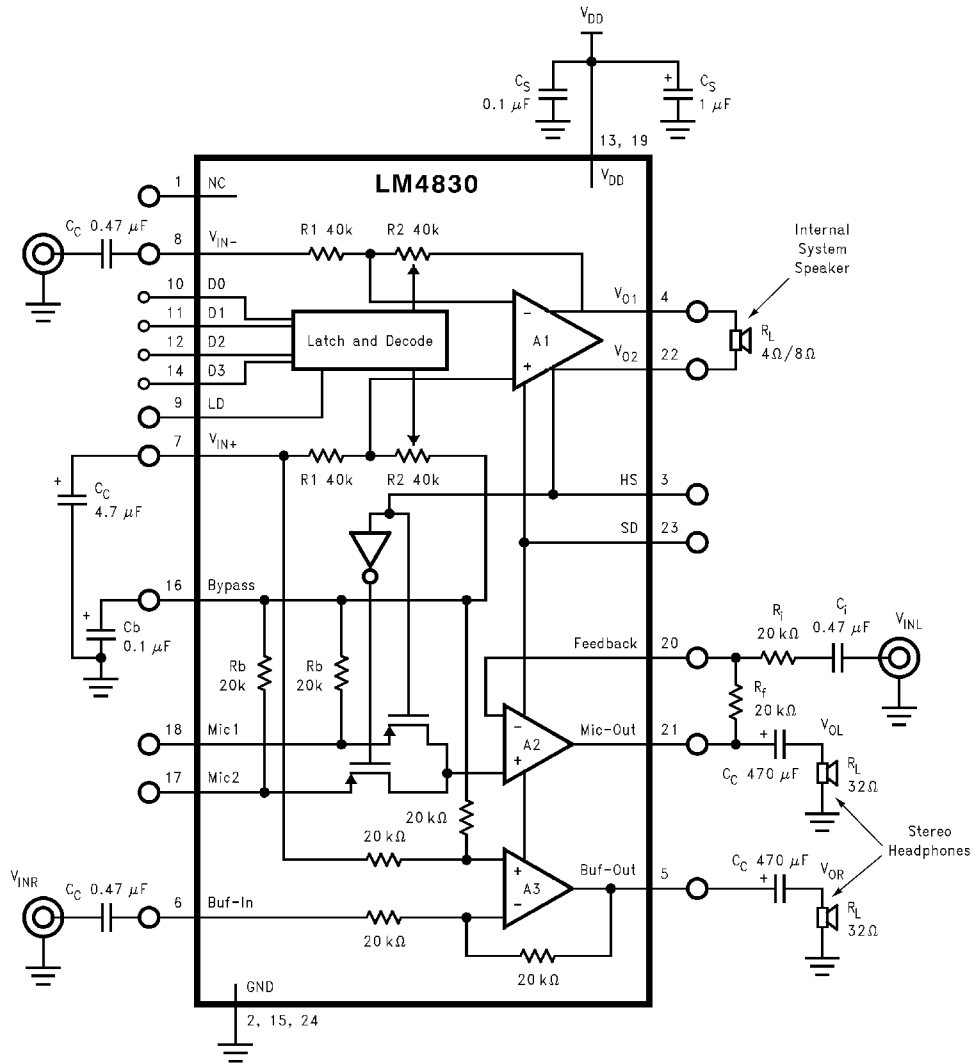 V_DD
C_S
0.1 µF
+
C_S
1 µF
13, 19
V_DD
LM4830
1
NC
C_C 0.47 µF
8
V_IN-
R1 40k
R2 40k
Internal
System
Speaker
10
D0
11
D1
12
D2
14
D3
Latch and Decode
−
A1
+
V_O1
4
V_O2
22
R_L
4Ω/8Ω
9
LD
7
V_IN+
R1 40k
R2 40k
+
C_C
4.7 µF
HS
3
SD
23
16
Bypass
+
Cb
0.1 µF
Rb
20k
Rb
20k
Feedback
20
R_i
20 kΩ
C_i
0.47 µF
V_INL
R_f
20 kΩ
18
Mic1
17
Mic2
−
A2
+
Mic-Out
21
+
C_C 470 µF
V_OL
R_L
32Ω
20 kΩ
20 kΩ
Stereo
Headphones
V_INR
C_C 0.47 µF
6
Buf-In
20 kΩ
+
A3
−
20 kΩ
Buf-Out
5
C_C 470 µF
+
V_OR
R_L
32Ω
GND
2, 15, 24